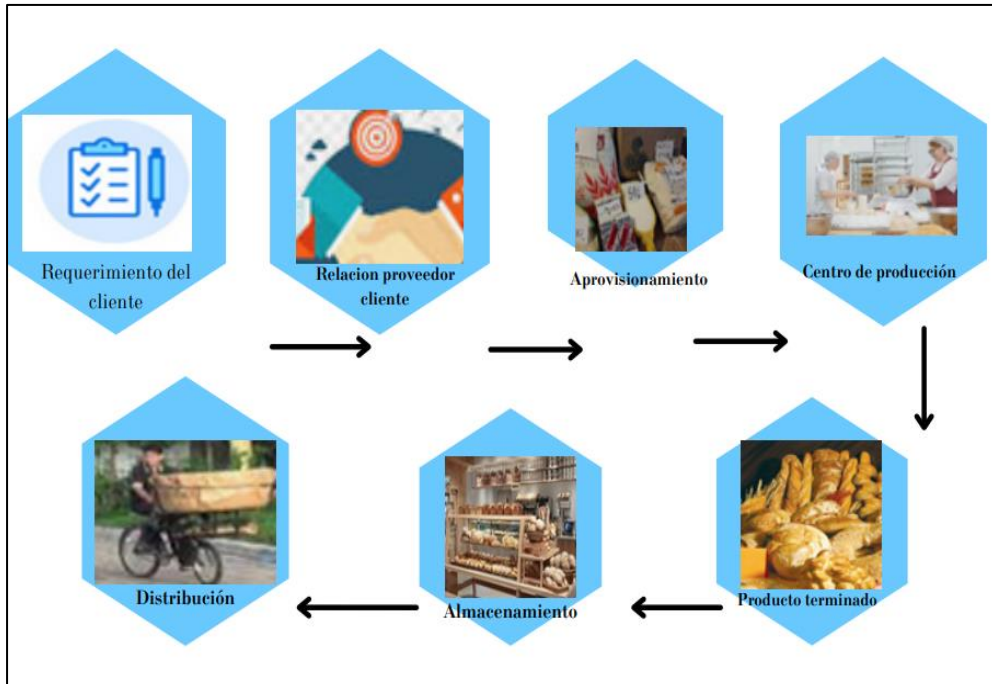 Requerimiento del
cliente
Relacion proveedor
cliente
Aprovisionamiento
Centro de producción
Distribución
Almacenamiento
Producto terminado